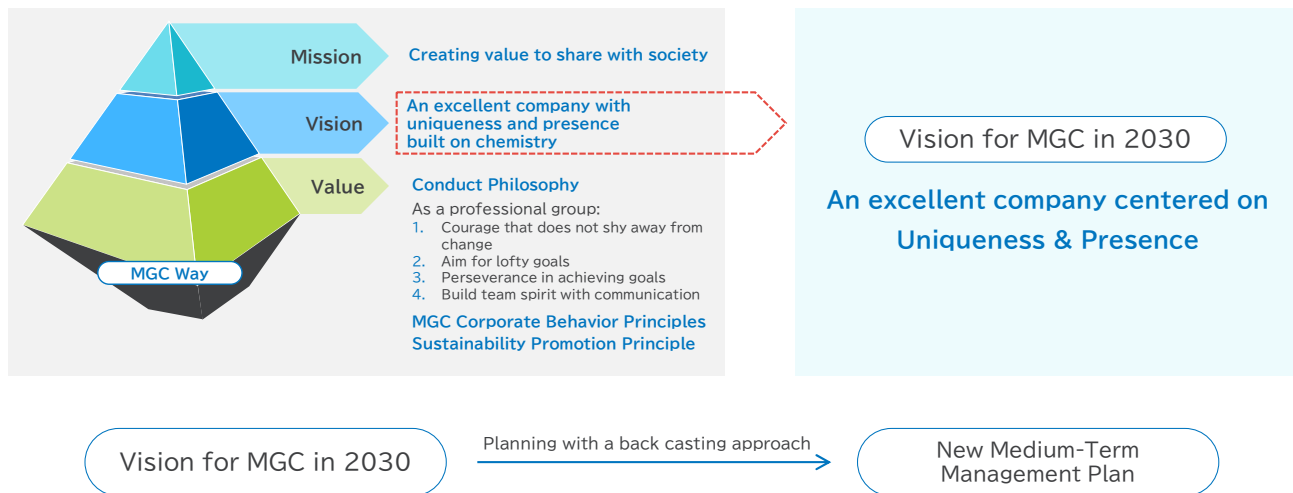 Mission
Creating value to share with society
Vision
An excellent company with
uniqueness and presence
built on chemistry
Value
Conduct Philosophy
As a professional group:
1. Courage that does not shy away from
change
2. Aim for lofty goals
3. Perseverance in achieving goals
4. Build team spirit with communication
MGC Corporate Behavior Principles
Sustainability Promotion Principle
MGC Way
Vision for MGC in 2030
An excellent company centered on
Uniqueness & Presence
Vision for MGC in 2030
Planning with a back casting approach
New Medium-Term
Management Plan